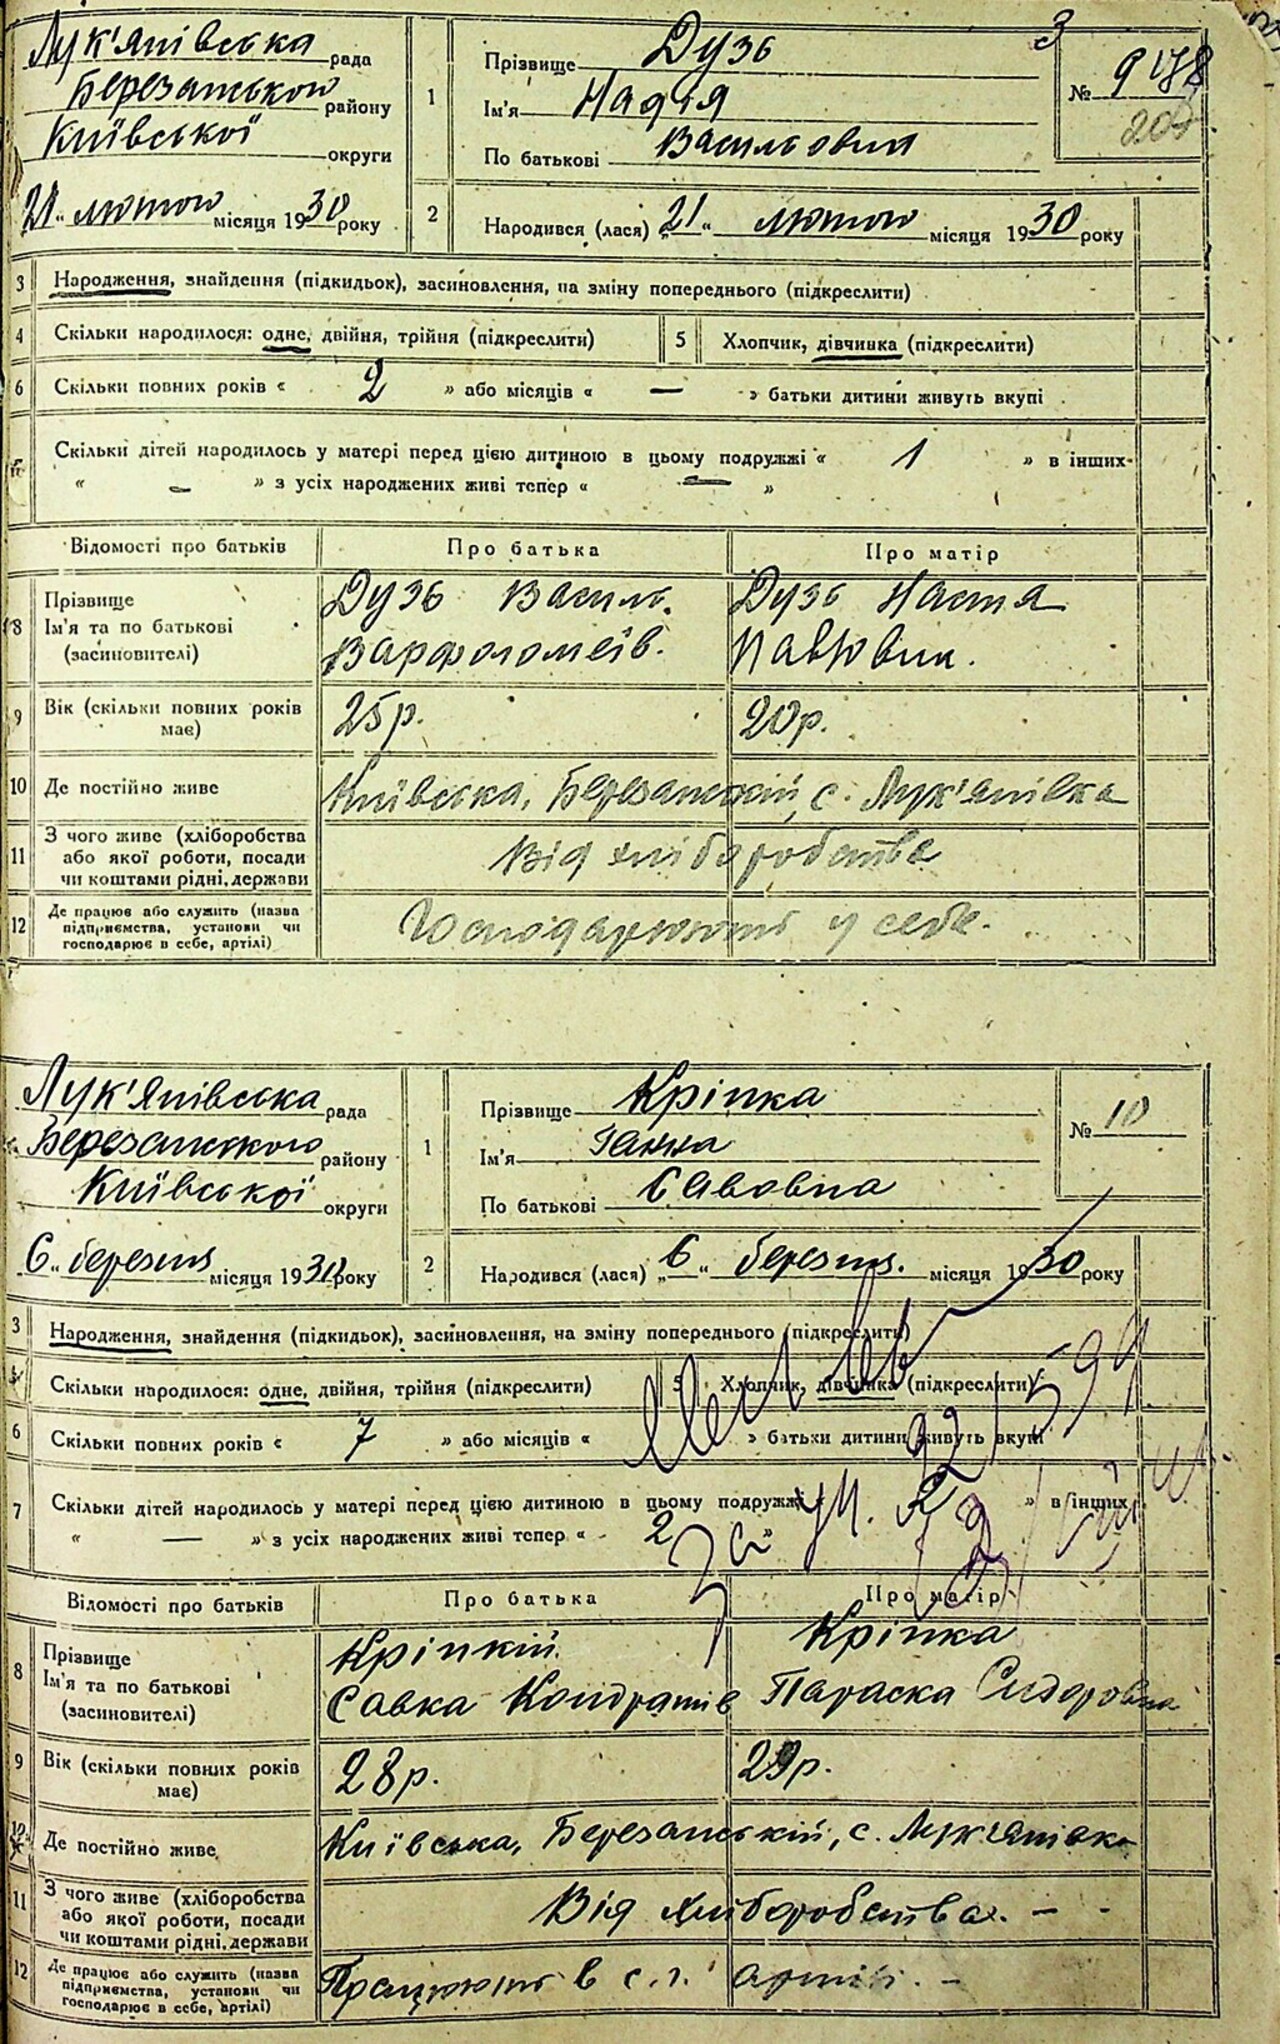 Лук'янівська рада
Березанського району
Київської округи
21 " лютого місяця 1930 року
1
Прізвище Дузь
Ім'я Надія
По батькові Васильовна
3
№ 9
2
Народився (лася) „ 21 " лютого місяця 1930 року
3 Народження, знайдення (підкидьок), засиновлення, на зміну попереднього (підкреслити)
4 Скільки народилося: одне, двійня, трійня (підкреслити) 5 Хлопчик, дівчинка (підкреслити)
6 Скільки повних років « 2 » або місяців « — » батьки дитини живуть вкупі
Скільки дітей народилось у матері перед цією дитиною в цьому подружжі « 1 » в інших
« — » з усіх народжених живі тепер « — »
Відомості про батьків Про батька Про матір
8 Прізвище
Ім'я та по батькові
(засиновителі)
Дузь Василь
Варфоломеїв.
Дузь Настя
Павловна.
9 Вік (скільки повних років
має)
25 р. 20 р.
10 Де постійно живе Київська, Березанський, с. Лук'янівка
11 З чого живе (хліборобства
або якої роботи, посади
чи коштами рідні, держави
Від хліборобства
12 Де працює або служить (назва
підприємства, установи чи
господарює в себе, артілі)
Господарюють у себе.
Лук'янівська рада
Березанського району
Київської округи
6 " березня місяця 1930 року
1
Прізвище Кріпка
Ім'я Ганна
По батькові Савовна
№ 10
2
Народився (лася) „ 6 " березня. місяця 1930 року
3 Народження, знайдення (підкидьок), засиновлення, на зміну попереднього (підкреслити)
Скільки народилося: одне, двійня, трійня (підкреслити) 5 Хлопчик, дівчинка (підкреслити)
6 Скільки повних років « 7 » або місяців « » батьки дитини живуть вкупі
7 Скільки дітей народилось у матері перед цією дитиною в цьому подружжі « 2 » в інших
« — » з усіх народжених живі тепер « 2 »
Відомості про батьків Про батька Про матір
8 Прізвище
Ім'я та по батькові
(засиновителі)
Кріпкій
Савка Кондратів
Кріпка
Параска Сидоровна
9 Вік (скільки повних років
має)
28 р. 29 р.
10 Де постійно живе Київська, Березанській, с. Лук'янівка
11 З чого живе (хліборобства
або якої роботи, посади
чи коштами рідні, держави
Від хліборобства. - -
12 Де працює або служить (назва
підприємства, установи чи
господарює в себе, артілі)
Працюють в с.г. артілі. -